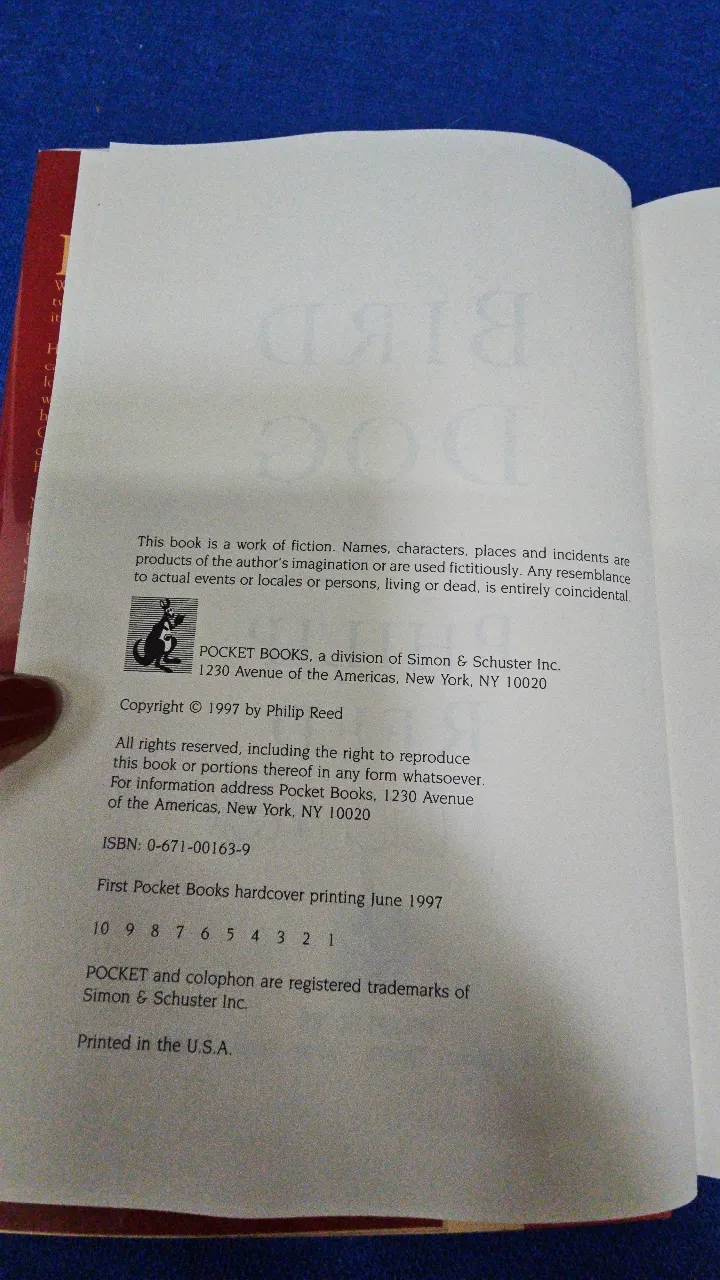 BIRD
DOG
This book is a work of fiction. Names, characters, places and incidents are
products of the author's imagination or are used fictitiously. Any resemblance
to actual events or locales or persons, living or dead, is entirely coincidental.
POCKET BOOKS, a division of Simon & Schuster Inc.
1230 Avenue of the Americas, New York, NY 10020
Copyright © 1997 by Philip Reed
All rights reserved, including the right to reproduce
this book or portions thereof in any form whatsoever.
For information address Pocket Books, 1230 Avenue
of the Americas, New York, NY 10020
ISBN: 0-671-00163-9
First Pocket Books hardcover printing June 1997
10 9 8 7 6 5 4 3 2 1
POCKET and colophon are registered trademarks of
Simon & Schuster Inc.
Printed in the U.S.A.